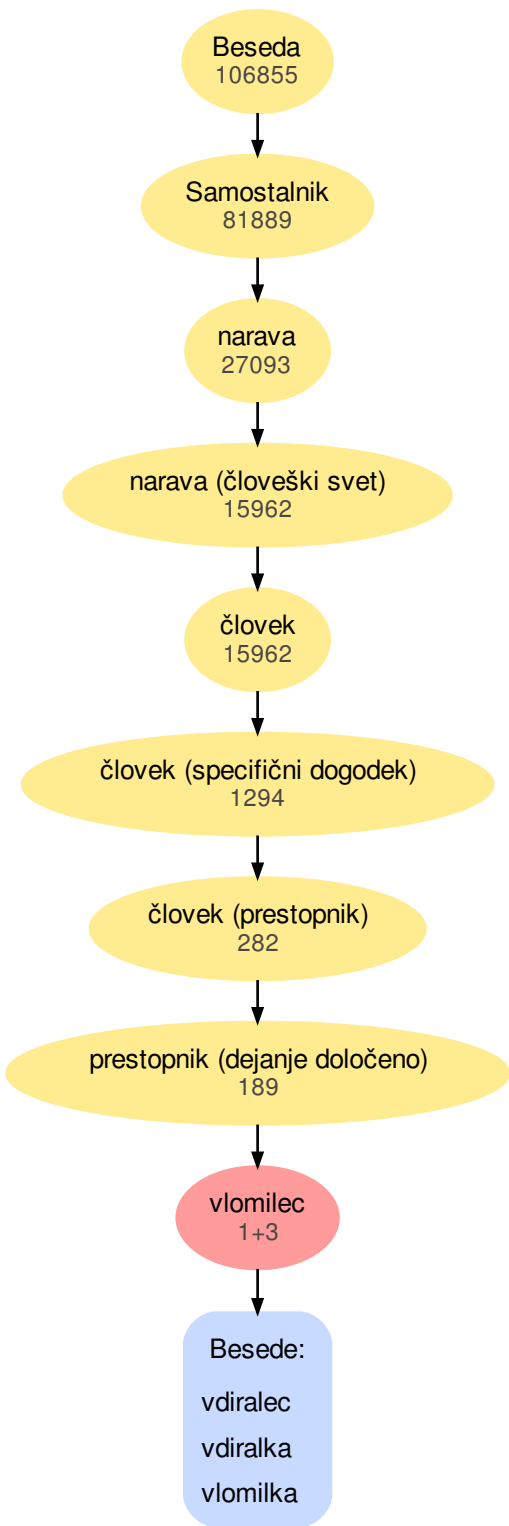 Beseda
106855
Samostalnik
81889
narava
27093
narava (človeški svet)
15962
človek
15962
človek (specifični dogodek)
1294
človek (prestopnik)
282
prestopnik (dejanje določeno)
189
vlomilec
1+3
Besede:
vdiralec
vdiralka
vlomilka